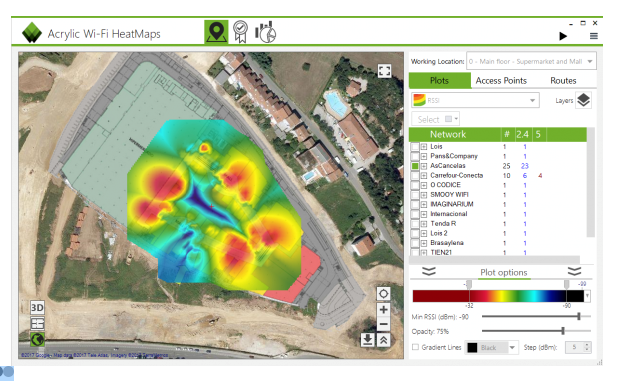 Acrylic Wi-Fi HeatMaps
Working Location: 0 - Main floor - Supermarket and Mall
Plots Access Points Routes
RSSI Layers
Select
Network # 2.4 5
Lois 1 1
Pans&Company 1 1
AsCancelas 25 23
Carrefour-Conecta 10 6 4
O CODICE 1 1
SMOOY WIFI 1 1
IMAGINARIUM 1 1
Internacional 1 1
Tenda R 1 1
Lois 2 1 1
Brasaylena 1 1
TIEN21 1 1
Plot options
-99
-32 -90
Min RSSI (dBm): -90
Opacity: 75%
Gradient Lines Black Step (dBm): 5
3D
©2017 Google - Map data ©2017 Tele Atlas, Imagery ©2017 TerraMetrics